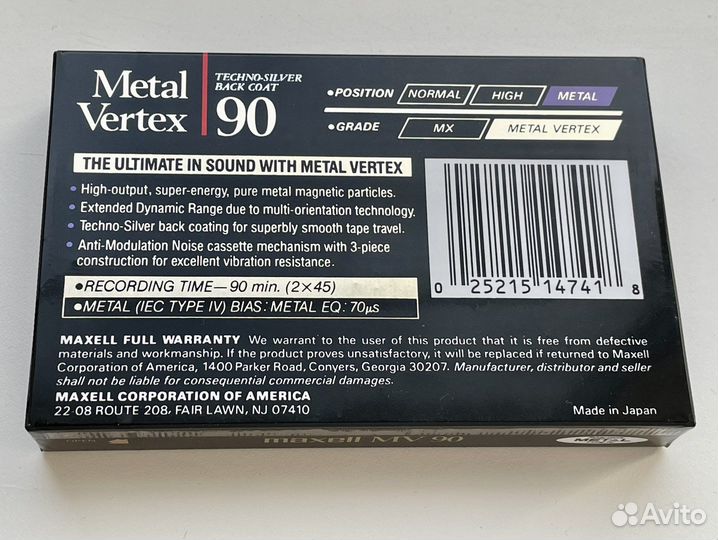 Metal
Vertex
TECHNO-SILVER
BACK COAT
90
•POSITION NORMAL HIGH METAL
•GRADE MX METAL VERTEX
THE ULTIMATE IN SOUND WITH METAL VERTEX
• High-output, super-energy, pure metal magnetic particles.
• Extended Dynamic Range due to multi-orientation technology.
• Techno-Silver back coating for superbly smooth tape travel.
• Anti-Modulation Noise cassette mechanism with 3-piece
construction for excellent vibration resistance.
•RECORDING TIME—90 min. (2×45)
•METAL (IEC TYPE IV) BIAS: METAL EQ: 70μs
0 25215 14741 8
MAXELL FULL WARRANTY We warrant to the user of this product that it is free from defective
materials and workmanship. If the product proves unsatisfactory, it will be replaced if returned to Maxell
Corporation of America, 1400 Parker Road, Conyers, Georgia 30207. Manufacturer, distributor and seller
shall not be liable for consequential commercial damages.
MAXELL CORPORATION OF AMERICA
22-08 ROUTE 208, FAIR LAWN, NJ 07410
Made in Japan
OPEN
maxell MV 90
METAL
Avito